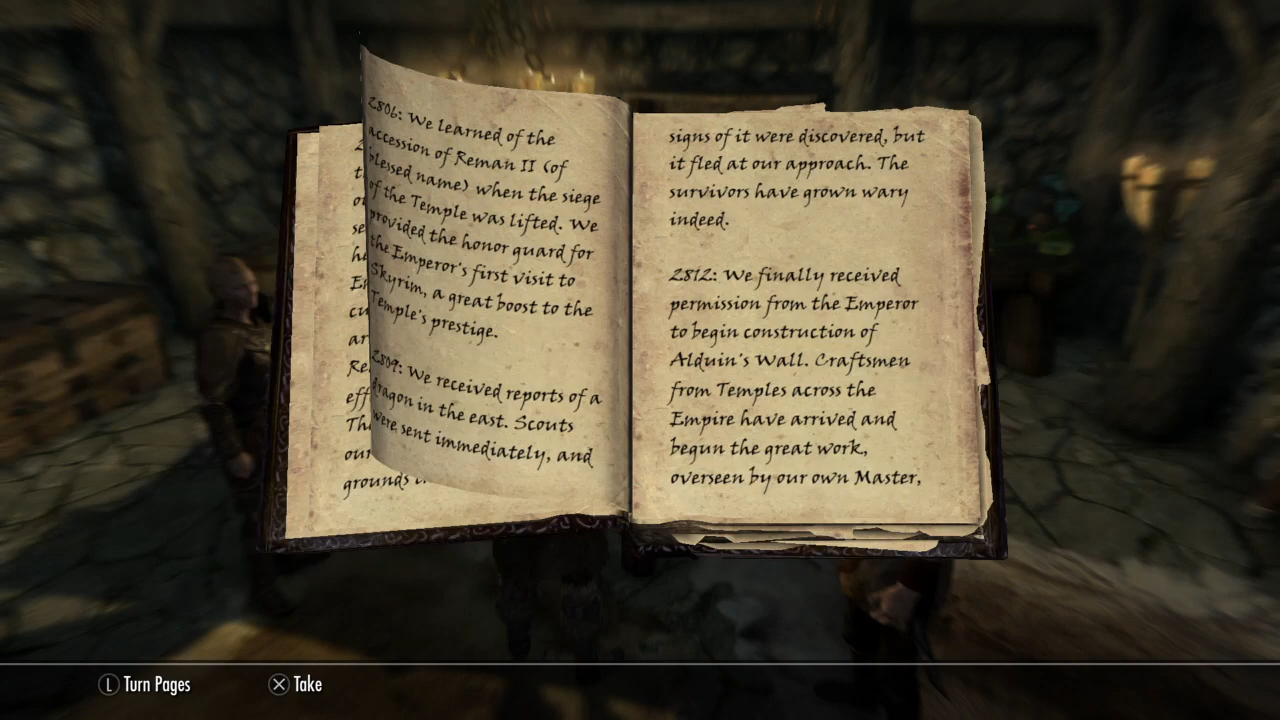 2806: We learned of the
accession of Reman II (of
blessed name) when the siege
of the Temple was lifted. We
provided the honor guard for
the Emperor's first visit to
Skyrim, a great boost to the
Temple's prestige.
2809: We received reports of a
dragon in the east. Scouts
were sent immediately, and
grounds
signs of it were discovered, but
it fled at our approach. The
survivors have grown wary
indeed.
2812: We finally received
permission from the Emperor
to begin construction of
Alduin's Wall. Craftsmen
from Temples across the
Empire have arrived and
begun the great work,
overseen by our own Master,
L Turn Pages
X Take